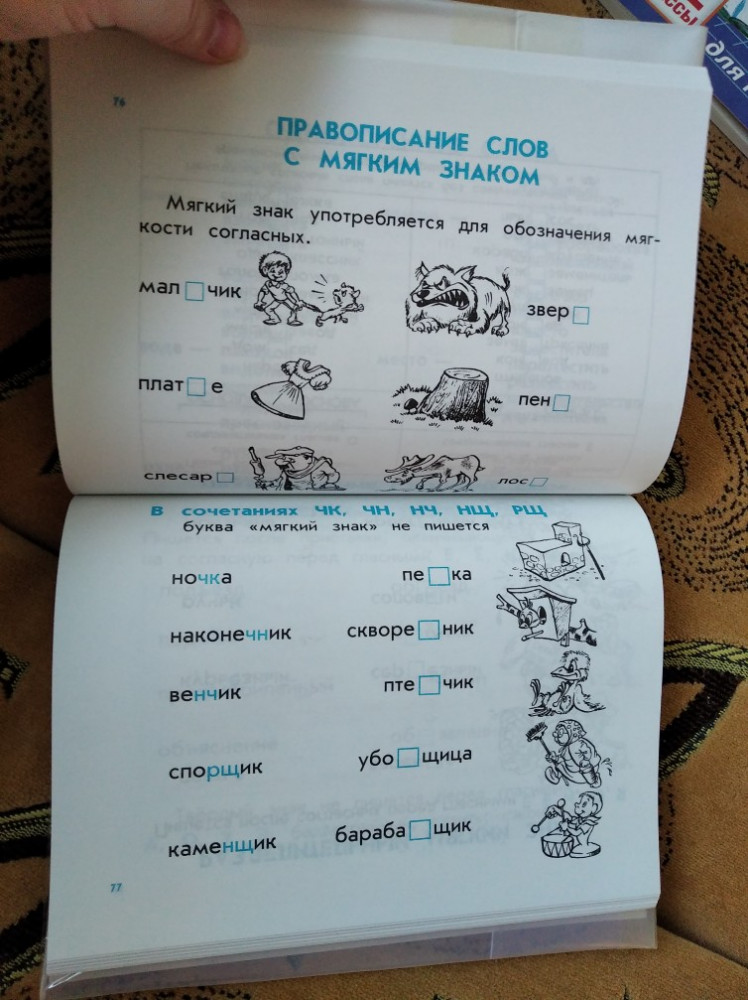 76
ПРАВОПИСАНИЕ СЛОВ
С МЯГКИМ ЗНАКОМ
Мягкий знак употребляется для обозначения мяг-
кости согласных.
мал□чик звер□
плат□е пен□
слесар□ лос□
В сочетаниях ЧК, ЧН, НЧ, НЩ, РЩ
буква «мягкий знак» не пишется
ночка пе□ка
наконечник скворе□ник
венчик пте□чик
спорщик убо□щица
каменщик бараба□щик
77
для